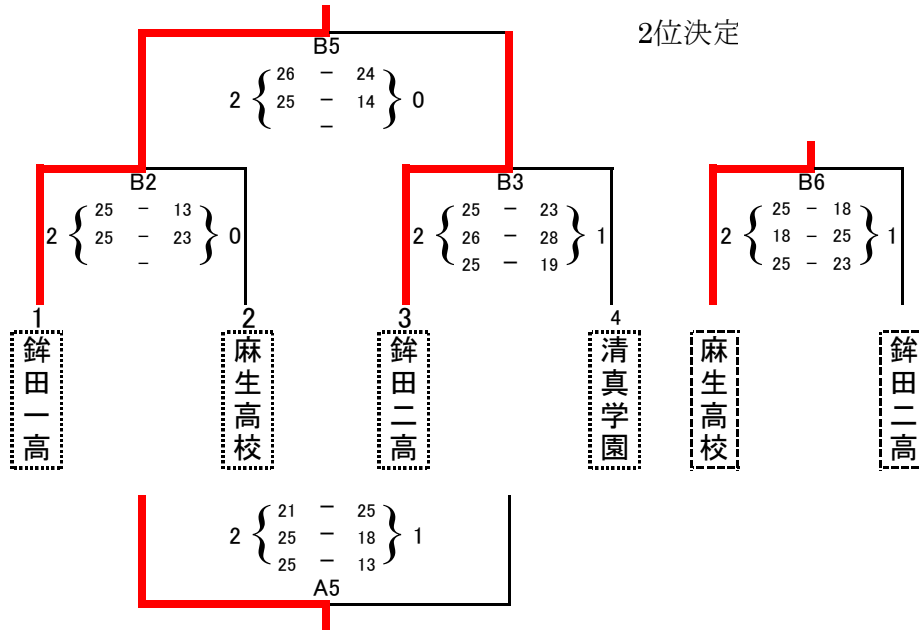 2位決定
B5
26 － 24
2 { 25 － 14 } 0
－
B2
25 － 13
2 { 25 － 23 } 0
－
B3
25 － 23
2 { 26 － 28 } 1
25 － 19
B6
25 － 18
2 { 18 － 25 } 1
25 － 23
1
2
3
4
鉾田一高
麻生高校
鉾田二高
清真学園
麻生高校
鉾田二高
21 － 25
2 { 25 － 18 } 1
25 － 13
A5